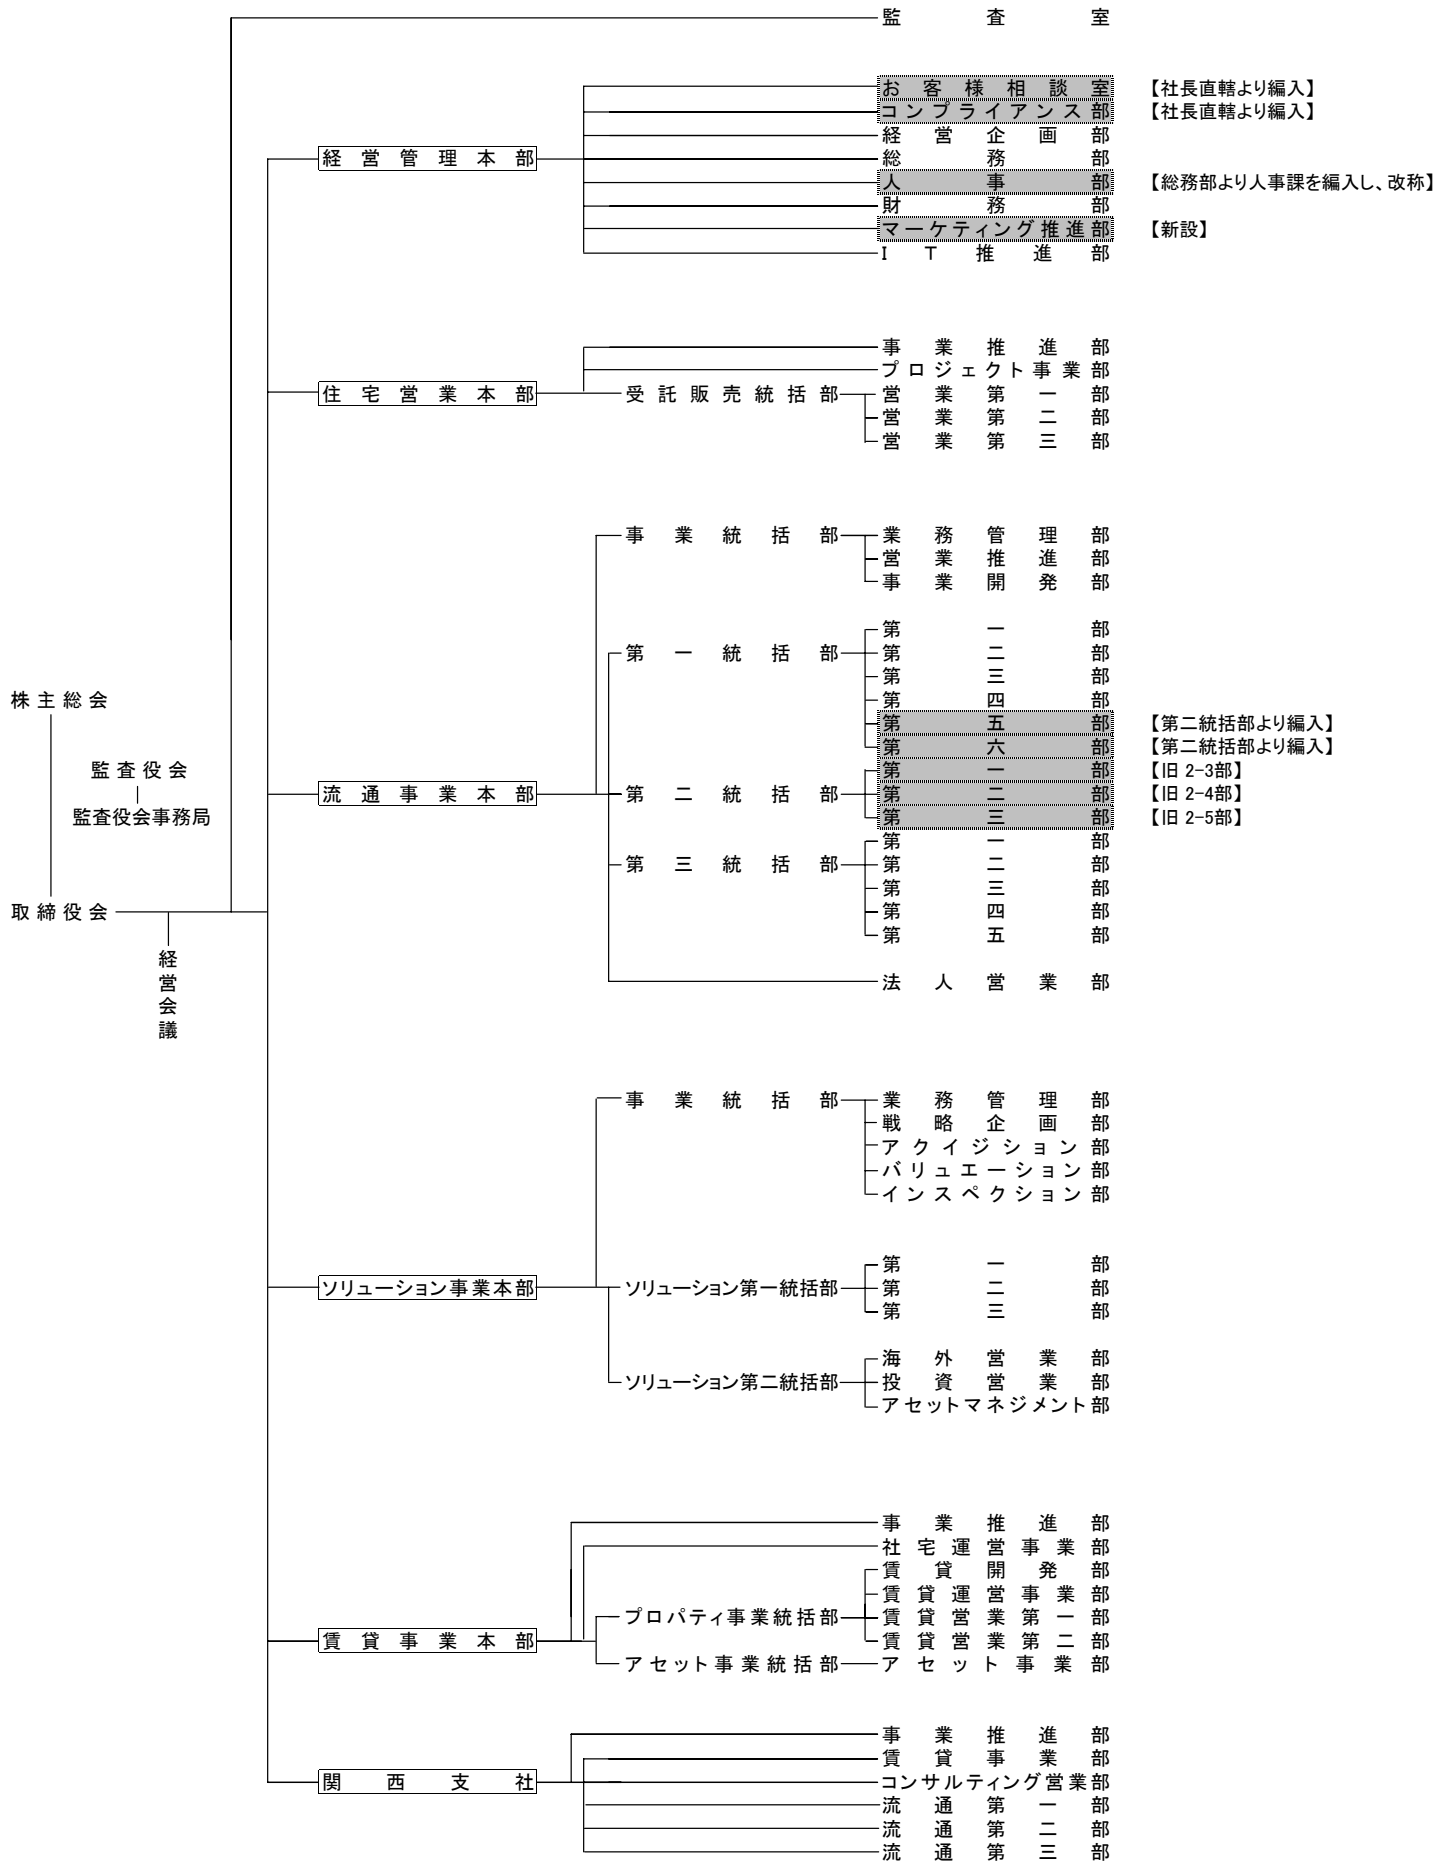 監査室
お客様相談室 【社長直轄より編入】
コンプライアンス部 【社長直轄より編入】
経営企画部
経営管理本部 総務部
人事部 【総務部より人事課を編入し、改称】
財務部
マーケティング推進部 【新設】
IT推進部
事業推進部
プロジェクト事業部
住宅営業本部 受託販売統括部 営業第一部
営業第二部
営業第三部
事業統括部 業務管理部
営業推進部
事業開発部
第一部
第一統括部 第二部
第三部
株主総会 第四部
第五部 【第二統括部より編入】
第六部 【第二統括部より編入】
監査役会 第一部 【旧 2-3部】
流通事業本部 第二統括部 第二部 【旧 2-4部】
監査役会事務局 第三部 【旧 2-5部】
第一部
第三統括部 第二部
第三部
取締役会 第四部
第五部
経営会議
法人営業部
事業統括部 業務管理部
戦略企画部
アクイジション部
バリュエーション部
インスペクション部
第一部
ソリューション事業本部 ソリューション第一統括部 第二部
第三部
海外営業部
ソリューション第二統括部 投資営業部
アセットマネジメント部
事業推進部
社宅運営事業部
賃貸開発部
賃貸運営事業部
プロパティ事業統括部 賃貸営業第一部
賃貸事業本部 賃貸営業第二部
アセット事業統括部 アセット事業部
事業推進部
賃貸事業部
関西支社 コンサルティング営業部
流通第一部
流通第二部
流通第三部